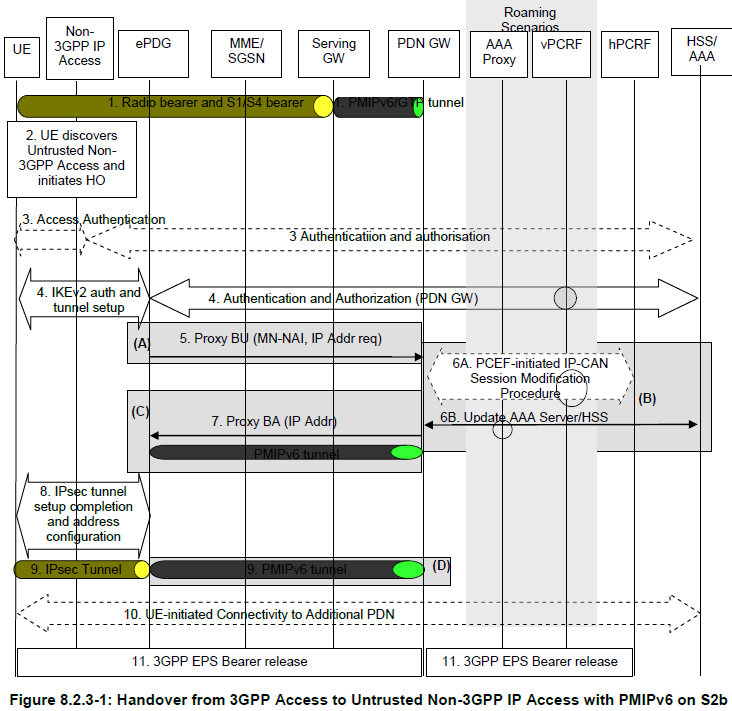 Roaming
Scenarios
UE
Non-
3GPP IP
Access
ePDG
MME/
SGSN
Serving
GW
PDN GW
AAA
Proxy
vPCRF
hPCRF
HSS/
AAA
1. Radio bearer and S1/S4 bearer
1. PMIPv6/GTP tunnel
2. UE discovers
Untrusted Non-
3GPP Access and
initiates HO
3. Access Authentication
3 Authenticatiion and authorisation
4. IKEv2 auth and
tunnel setup
4. Authentication and Authorization (PDN GW)
(A)
5. Proxy BU (MN-NAI, IP Addr req)
6A. PCEF-initiated IP-CAN
Session Modification
Procedure
(B)
(C)
7. Proxy BA (IP Addr)
6B. Update AAA Server/HSS
PMIPv6 tunnel
8. IPsec tunnel
setup completion
and address
configuration
9. IPsec Tunnel
9. PMIPv6 tunnel
(D)
10. UE-initiated Connectivity to Additional PDN
11. 3GPP EPS Bearer release
11. 3GPP EPS Bearer release
Figure 8.2.3-1: Handover from 3GPP Access to Untrusted Non-3GPP IP Access with PMIPv6 on S2b